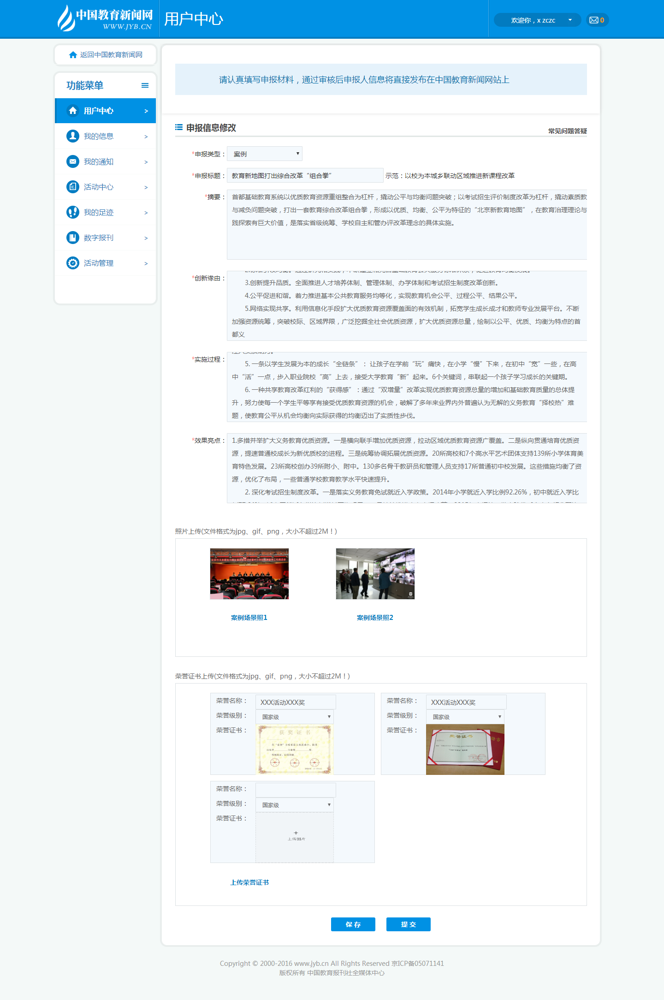 中国教育新闻网
WWW.JYB.CN
用户中心
欢迎你，x zczc
0
返回中国教育新闻网
功能菜单
用户中心 >
我的信息 >
我的通知 >
活动中心 >
我的足迹 >
数字报刊 >
活动管理 >
请认真填写申报材料，通过审核后申报人信息将直接发布在中国教育新闻网站上
申报信息修改
常见问题答疑
*申报类型： 案例
*申报标题： 教育新地图打出综合改革“组合拳” 示范：以校为本城乡联动区域推进新课程改革
*摘要： 首都基础教育系统以优质教育资源重组整合为杠杆，撬动公平与均衡问题突破；以考试招生评价制度改革为杠杆，撬动素质教
与减负问题突破，打出一套教育综合改革组合拳，形成以优质、均衡、公平为特征的“北京新教育地图”，在教育治理理论与
践探索有巨大价值，是落实省级统筹、学校自主和管办评改革理念的具体实施。
*创新缘由：
3.创新提升品质。全面推进人才培养体制、管理体制、办学体制和考试招生制度改革创新。
4.公平促进和谐。着力推进基本公共教育服务均等化，实现教育机会公平、过程公平、结果公平。
5.网络实现共享。利用信息化手段扩大优质教育资源覆盖面的有效机制，拓宽学生成长成才和教师专业发展平台。不断
加强资源统筹，突破校际、区域界限，广泛挖掘全社会优质资源，扩大优质资源总量，绘制以公平、优质、均衡为特点的首
都义
*实施过程：
5. 一条以学生发展为本的成长“全链条”： 让孩子在学前“玩”痛快，在小学“慢”下来，在初中“宽”一些，在高
中“活”一点，步入职业院校“高”上去，接受大学教育“新”起来。6个关键词，串联起一个孩子学习成长的关键期。
6. 一种共享教育改革红利的“获得感”：通过“双增量”改革实现优质教育资源总量的增加和基础教育质量的总体提
升，努力使每一个学生平等享有接受优质教育资源的机会，破解了多年来业界内外普遍认为无解的义务教育“择校热”难
题，使教育公平从机会均衡向实际获得的均衡迈出了实质性步伐。
*效果亮点： 1.多措并举扩大义务教育优质资源。一是横向联手增加优质资源，拉动区域优质教育资源广覆盖。二是纵向贯通培育优质资
源，提速普通校成长为新优质校的进程。三是统筹协调拓展优质资源。20所高校和7个高水平艺术团体支持139所小学体育美
育特色发展。23所高校创办39所附小、附中。130多名骨干教研员和管理人员支持17所普通初中校发展。这些措施均衡了资
源，优化了布局，一些普通学校教育教学水平快速提升。
2. 深化考试招生制度改革。一是落实义务教育免试就近入学政策。2014年小学就近入学比例92.26%，初中就近入学比
照片上传(文件格式为jpg、gif、png，大小不超过2M！)
案例场景照1
案例场景照2
荣誉证书上传(文件格式为jpg、gif、png，大小不超过2M！)
荣誉名称： XXX活动XXX奖
荣誉级别： 国家级
荣誉证书：
获奖证书
荣誉名称： XXX活动XXX奖
荣誉级别： 国家级
荣誉证书：
荣誉证书
荣誉名称：
荣誉级别： 国家级
荣誉证书：
+
上传图片
上传荣誉证书
保 存
提 交
Copyright © 2000-2016 www.jyb.cn All Rights Reserved 京ICP备05071141
版权所有 中国教育报刊社全媒体中心